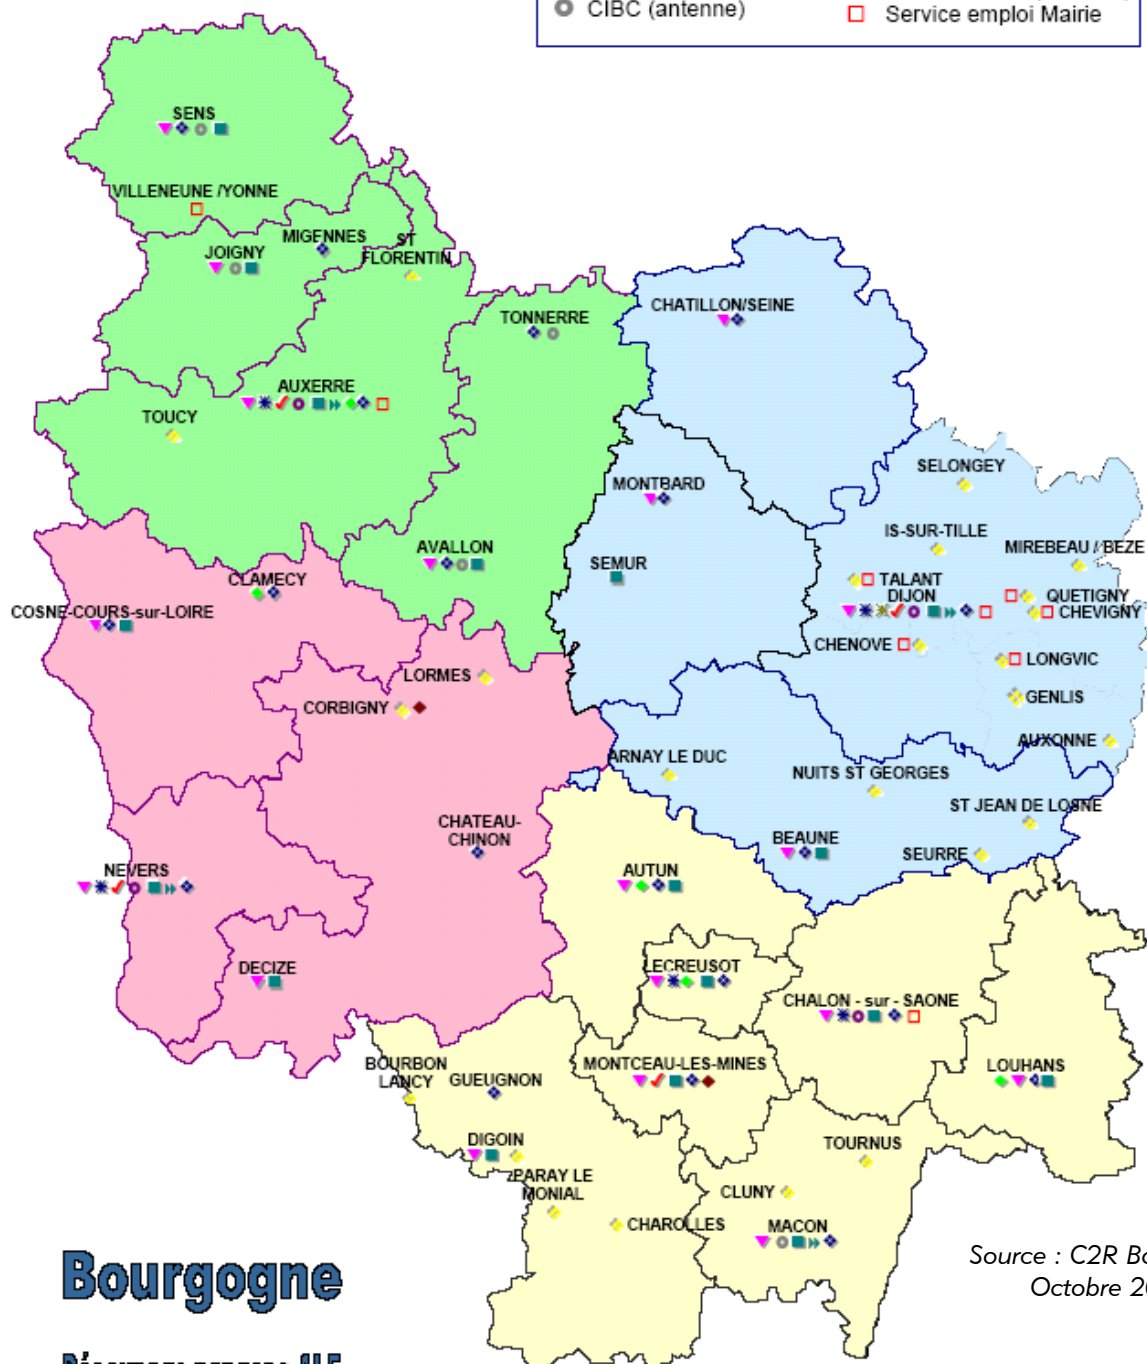 CIBC (antenne)
Service emploi Mairie
SENS
VILLENEUNE /YONNE
MIGENNES
JOIGNY
ST
FLORENTIN
CHATILLON/SEINE
TONNERRE
AUXERRE
TOUCY
SELONGEY
MONTBARD
IS-SUR-TILLE
AVALLON
MIREBEAU / BEZE
SEMUR
CLAMECY
TALANT
DIJON
QUETIGNY
CHEVIGNY
COSNE-COURS-sur-LOIRE
CHENOVE
LONGVIC
LORMES
GENLIS
CORBIGNY
AUXONNE
ARNAY LE DUC
NUITS ST GEORGES
ST JEAN DE LOSNE
CHATEAU-
CHINON
BEAUNE
SEURRE
NEVERS
AUTUN
DECIZE
LECREUSOT
CHALON - sur - SAONE
BOURBON
LANCY
GUEUGNON
MONTCEAU-LES-MINES
LOUHANS
DIGOIN
TOURNUS
PARAY LE
MONIAL
CLUNY
CHAROLLES
MACON
Bourgogne
Source : C2R
Octobre